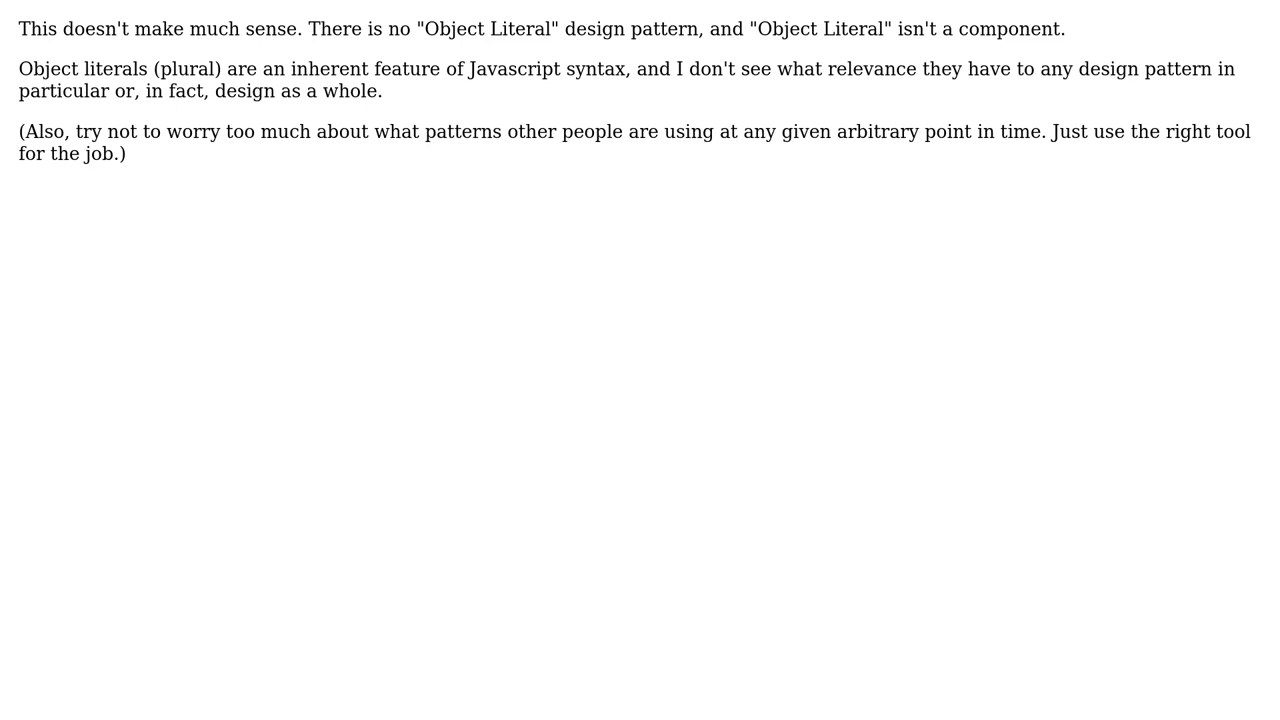 This doesn't make much sense. There is no "Object Literal" design pattern, and "Object Literal" isn't a component.
Object literals (plural) are an inherent feature of Javascript syntax, and I don't see what relevance they have to any design pattern in
particular or, in fact, design as a whole.
(Also, try not to worry too much about what patterns other people are using at any given arbitrary point in time. Just use the right tool
for the job.)